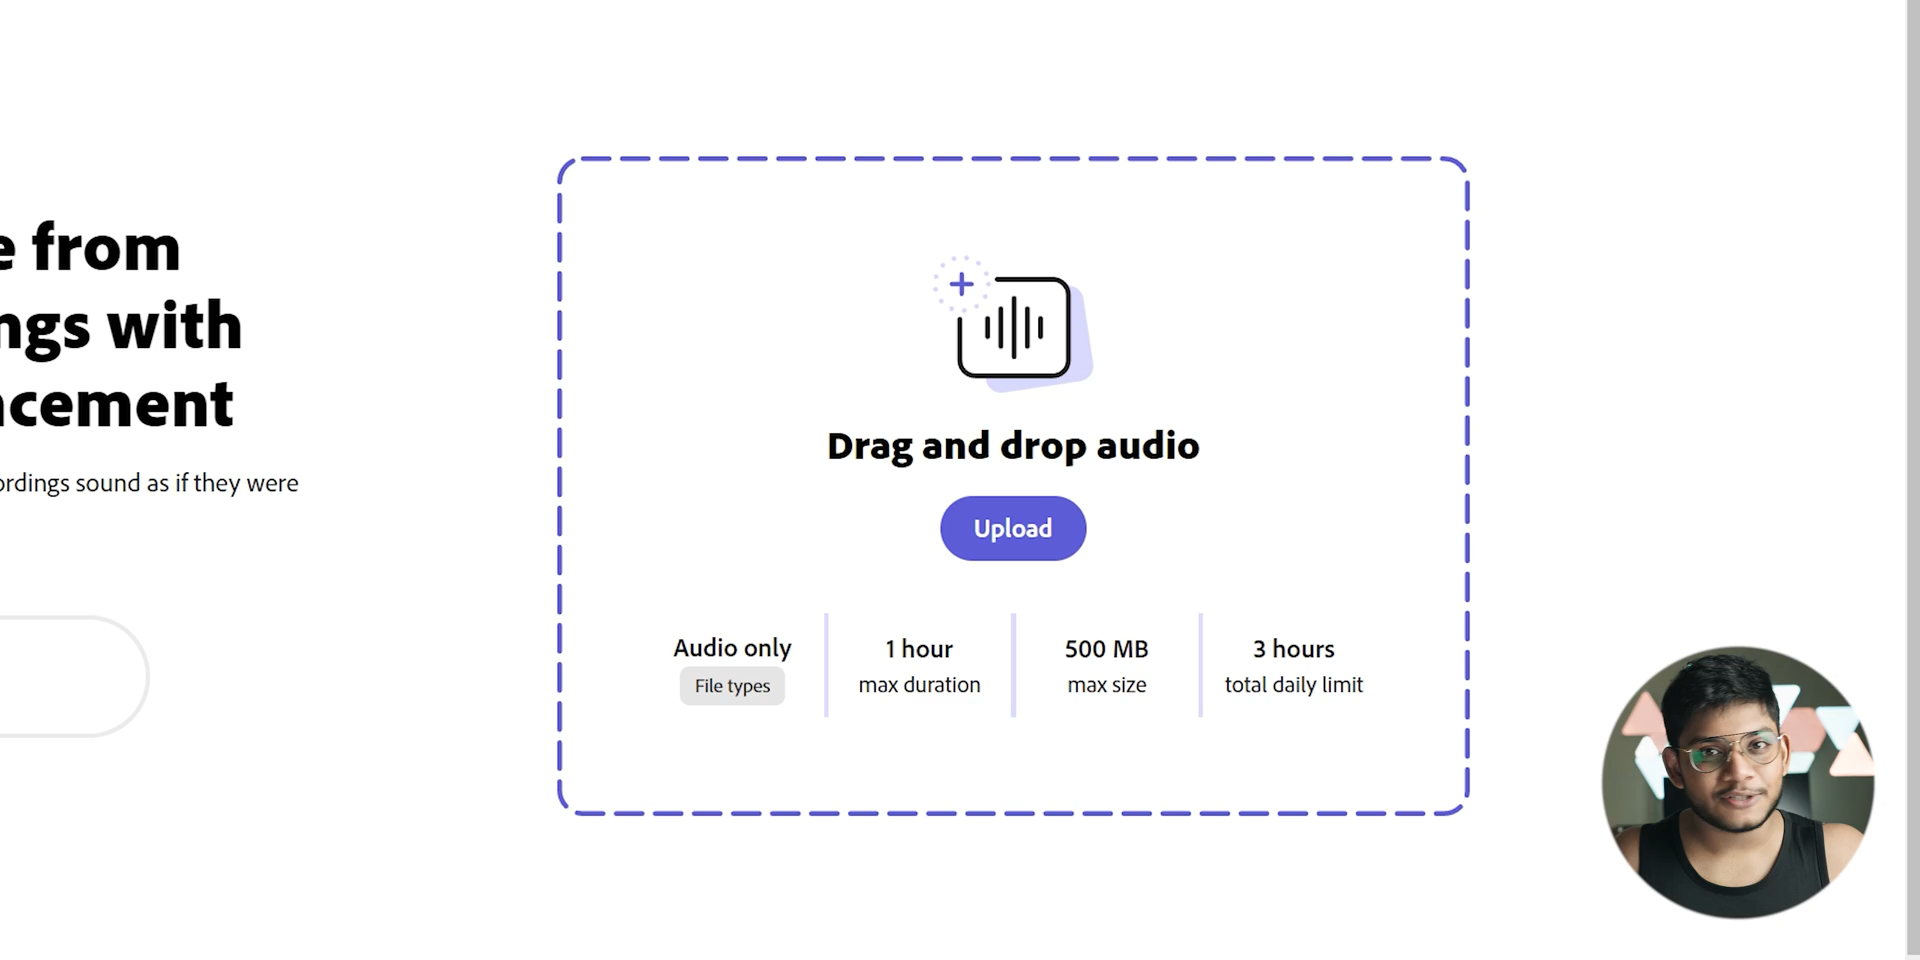 e from
ngs with
ncement
ordings sound as if they were
Drag and drop audio
Upload
Audio only
File types
1 hour
max duration
500 MB
max size
3 hours
total daily limit